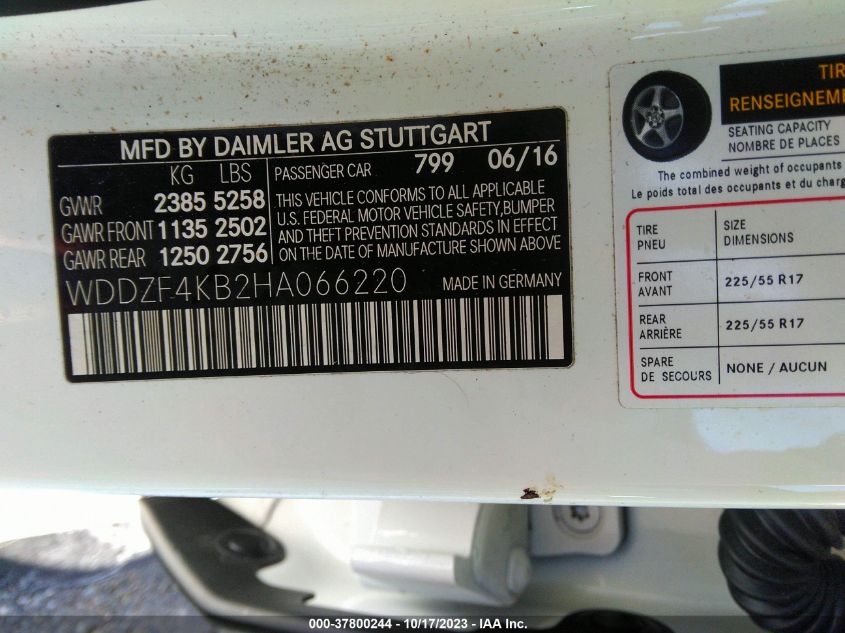 MFD BY DAIMLER AG STUTTGART
KG LBS
GVWR 2385 5258
GAWR FRONT 1135 2502
GAWR REAR 1250 2756
PASSENGER CAR 799 06/16
THIS VEHICLE CONFORMS TO ALL APPLICABLE
U.S. FEDERAL MOTOR VEHICLE SAFETY, BUMPER
AND THEFT PREVENTION STANDARDS IN EFFECT
ON THE DATE OF MANUFACTURE SHOWN ABOVE
WDDZF4KB2HA066220 MADE IN GERMANY
TIR
RENSEIGNEME
SEATING CAPACITY
NOMBRE DE PLACES
The combined weight of occupants
Le poids total des occupants et du charg
TIRE SIZE
PNEU DIMENSIONS
FRONT
AVANT 225/55 R17
REAR
ARRIÈRE 225/55 R17
SPARE
DE SECOURS NONE / AUCUN
000-37800244 - 10/17/2023 - IAA Inc.